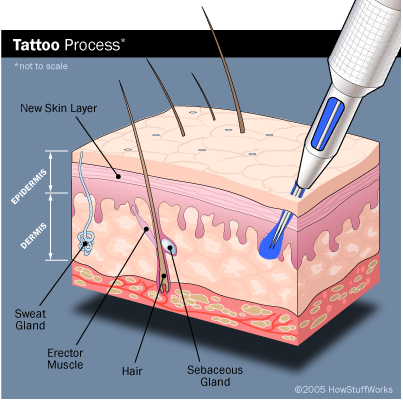 Tattoo Process*
*not to scale
New Skin Layer
EPIDERMIS
DERMIS
Sweat
Gland
Erector
Muscle
Hair
Sebaceous
Gland
©2005 HowStuffWorks